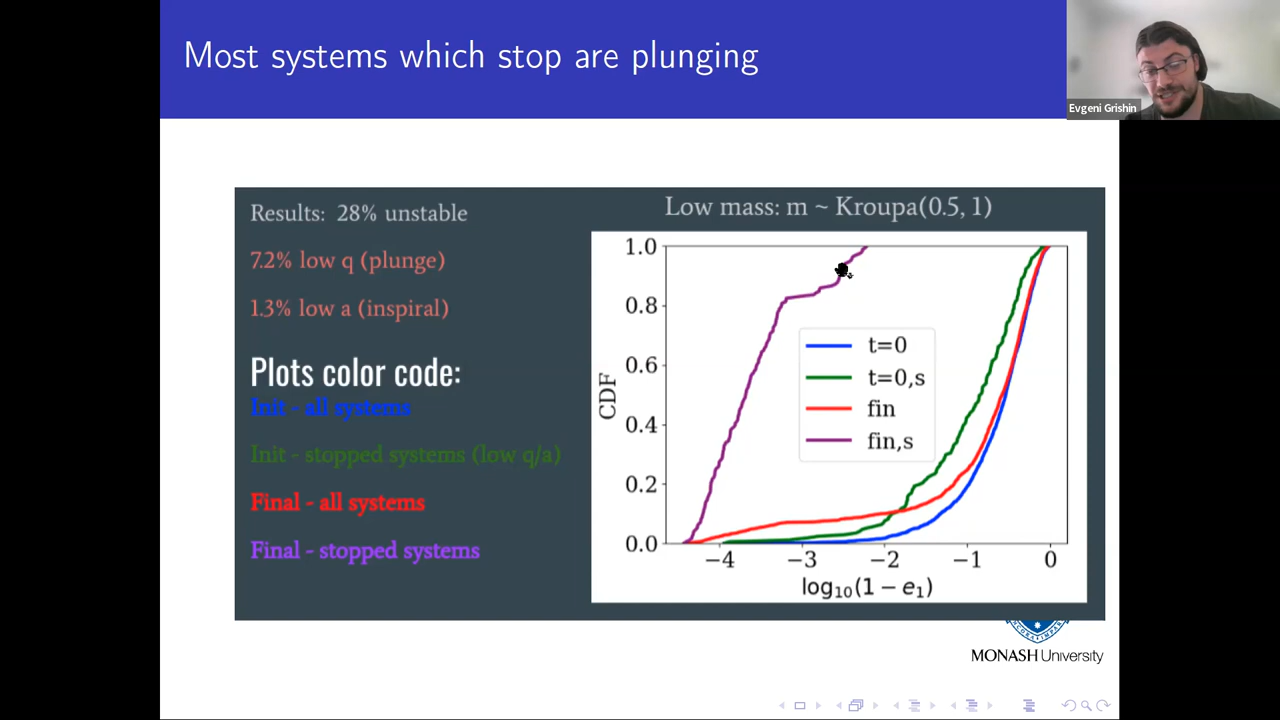 Most systems which stop are plunging
Evgeni Grishin
Results: 28% unstable
7.2% low q (plunge)
1.3% low a (inspiral)
Plots color code:
Init - all systems
Init - stopped systems (low q/a)
Final - all systems
Final - stopped systems
Low mass: m ~ Kroupa(0.5, 1)
1.0
0.8
0.6
0.4
0.2
0.0
CDF
t=0
t=0,s
fin
fin,s
−4 −3 −2 −1 0
log₁₀(1 − e₁)
MONASH University